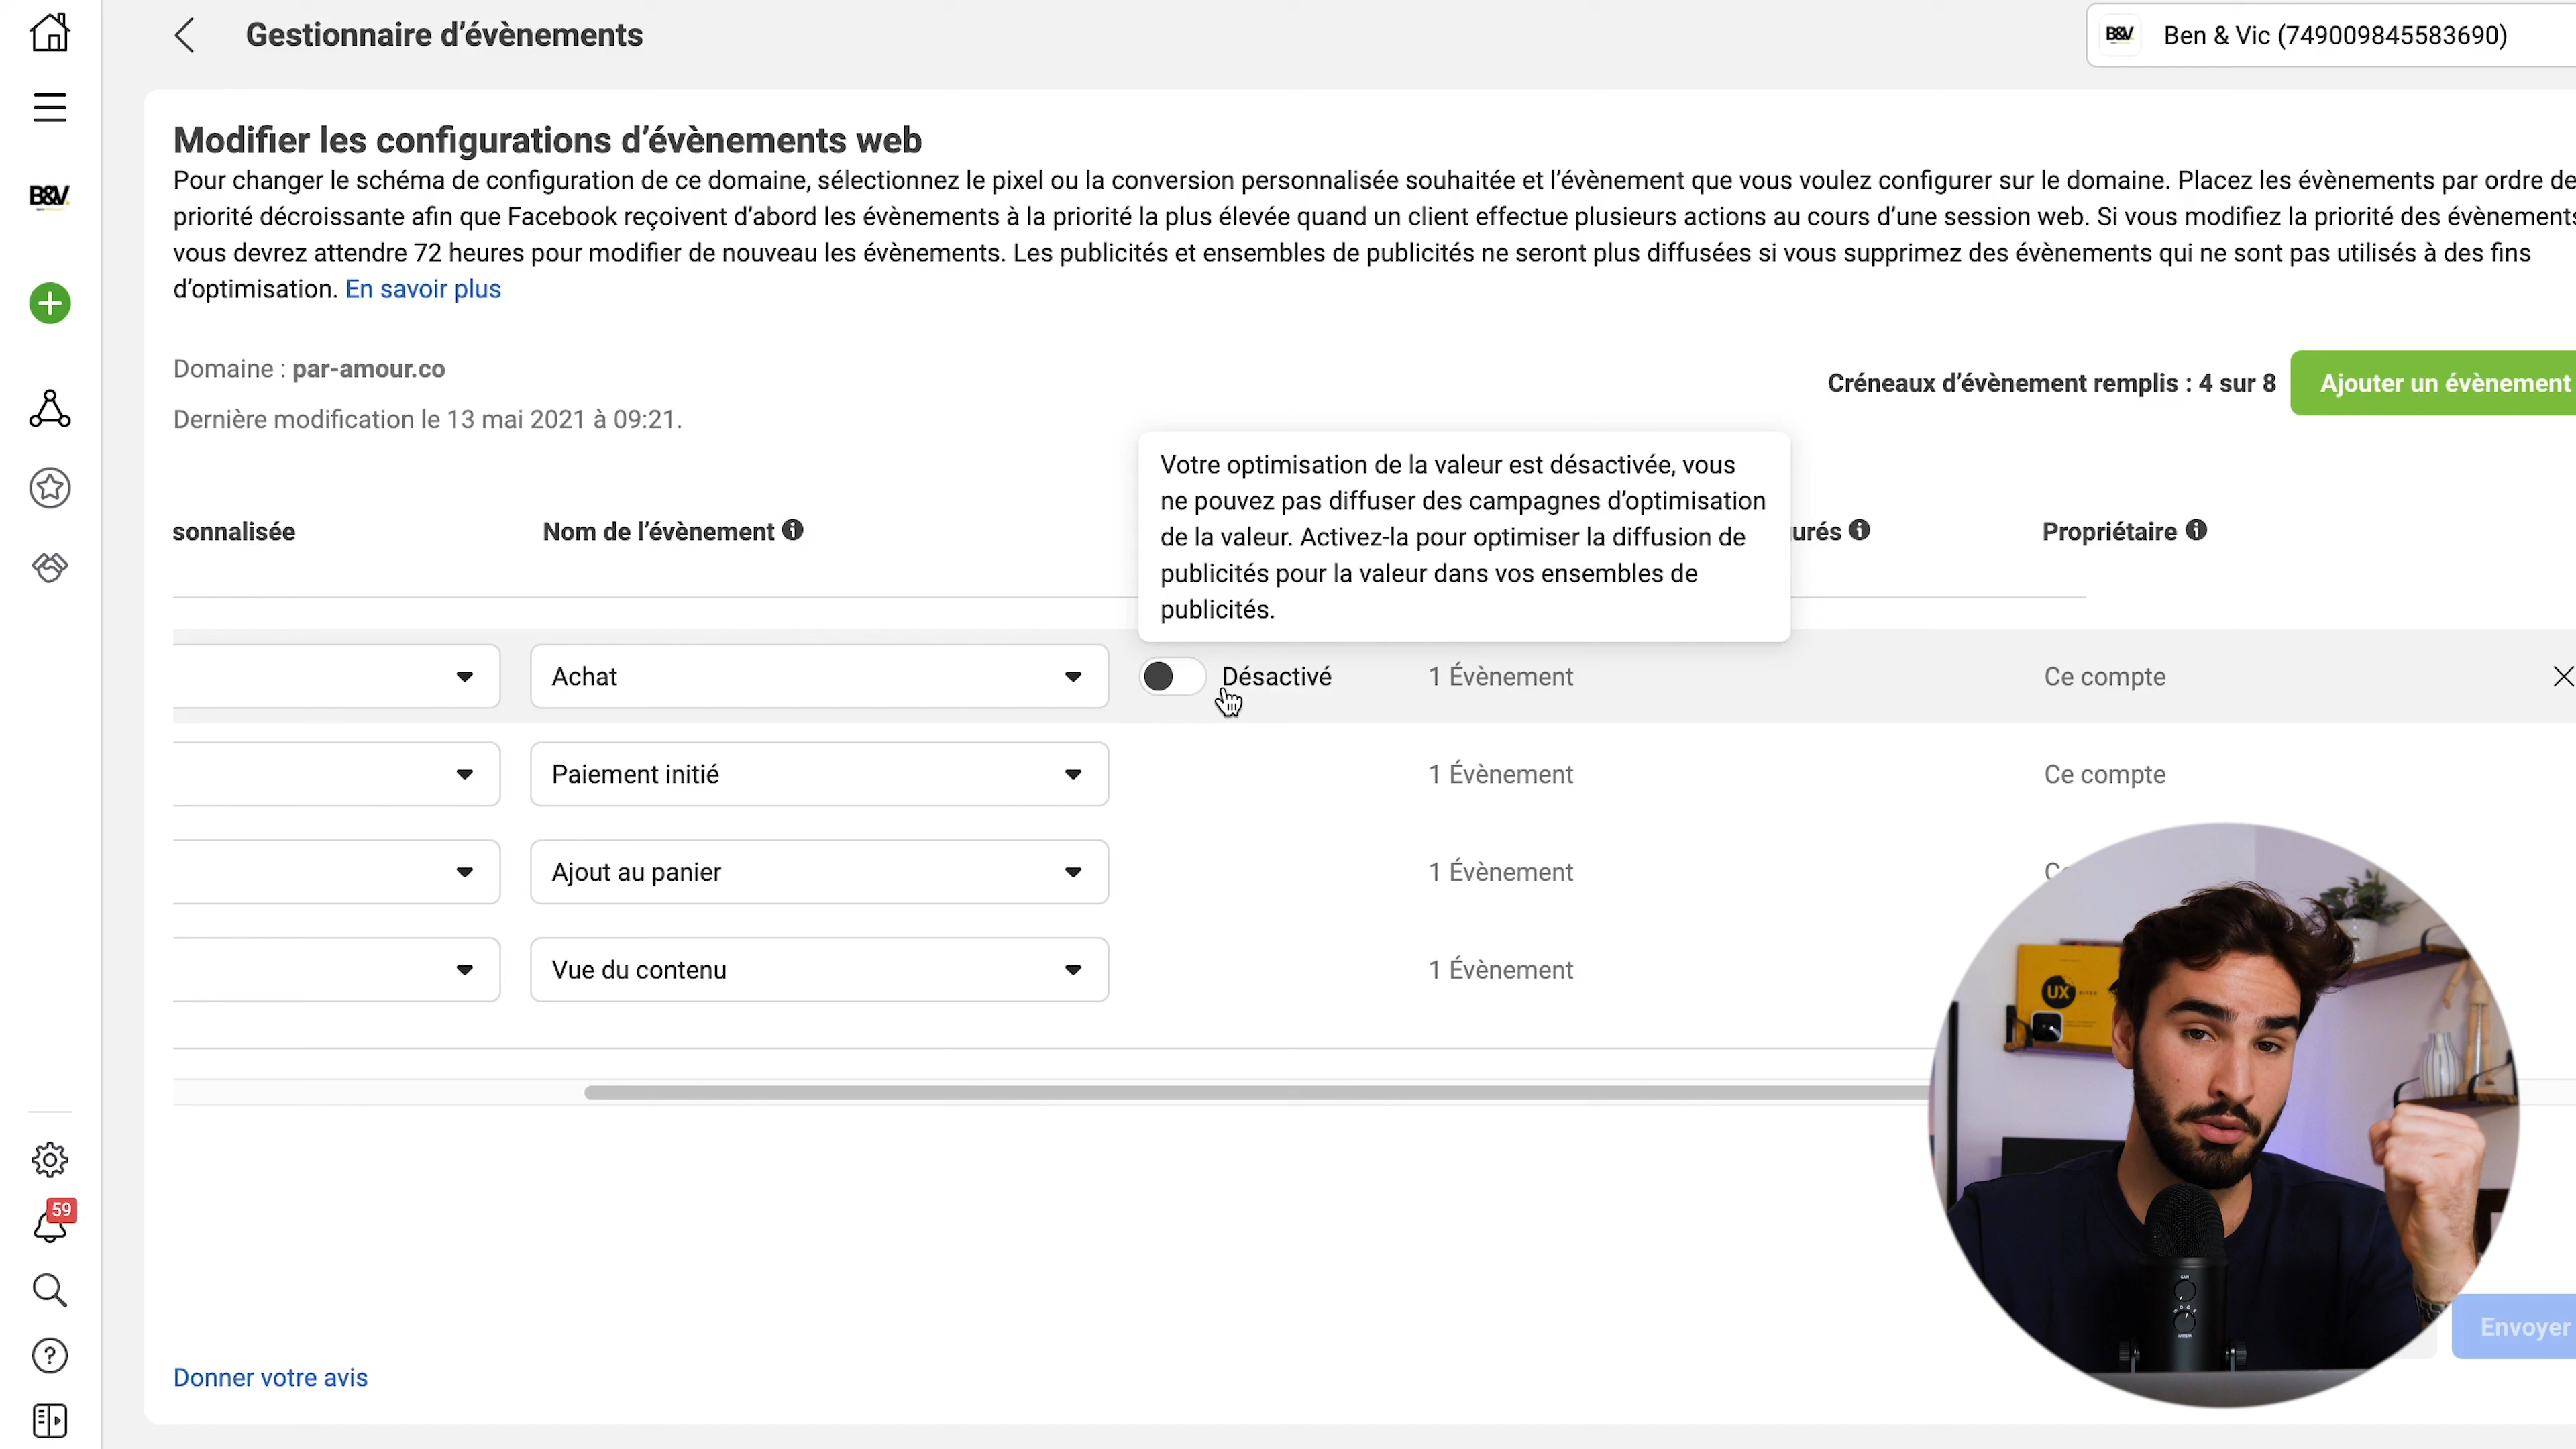 Gestionnaire d’évènements
B&V
Ben & Vic (749009845583690)
Modifier les configurations d’évènements web
Pour changer le schéma de configuration de ce domaine, sélectionnez le pixel ou la conversion personnalisée souhaitée et l’évènement que vous voulez configurer sur le domaine. Placez les évènements par ordre de
priorité décroissante afin que Facebook reçoivent d’abord les évènements à la priorité la plus élevée quand un client effectue plusieurs actions au cours d’une session web. Si vous modifiez la priorité des évènements
vous devrez attendre 72 heures pour modifier de nouveau les évènements. Les publicités et ensembles de publicités ne seront plus diffusées si vous supprimez des évènements qui ne sont pas utilisés à des fins
d’optimisation. En savoir plus
B&V.
Domaine : par-amour.co
Créneaux d’évènement remplis : 4 sur 8
Ajouter un évènement
Dernière modification le 13 mai 2021 à 09:21.
Votre optimisation de la valeur est désactivée, vous
ne pouvez pas diffuser des campagnes d’optimisation
de la valeur. Activez-la pour optimiser la diffusion de
publicités pour la valeur dans vos ensembles de
publicités.
sonnalisée
Nom de l’évènement
urés
Propriétaire
Achat
Désactivé
1 Évènement
Ce compte
Paiement initié
1 Évènement
Ce compte
Ajout au panier
1 Évènement
Vue du contenu
1 Évènement
UX
59
Envoyer
Donner votre avis